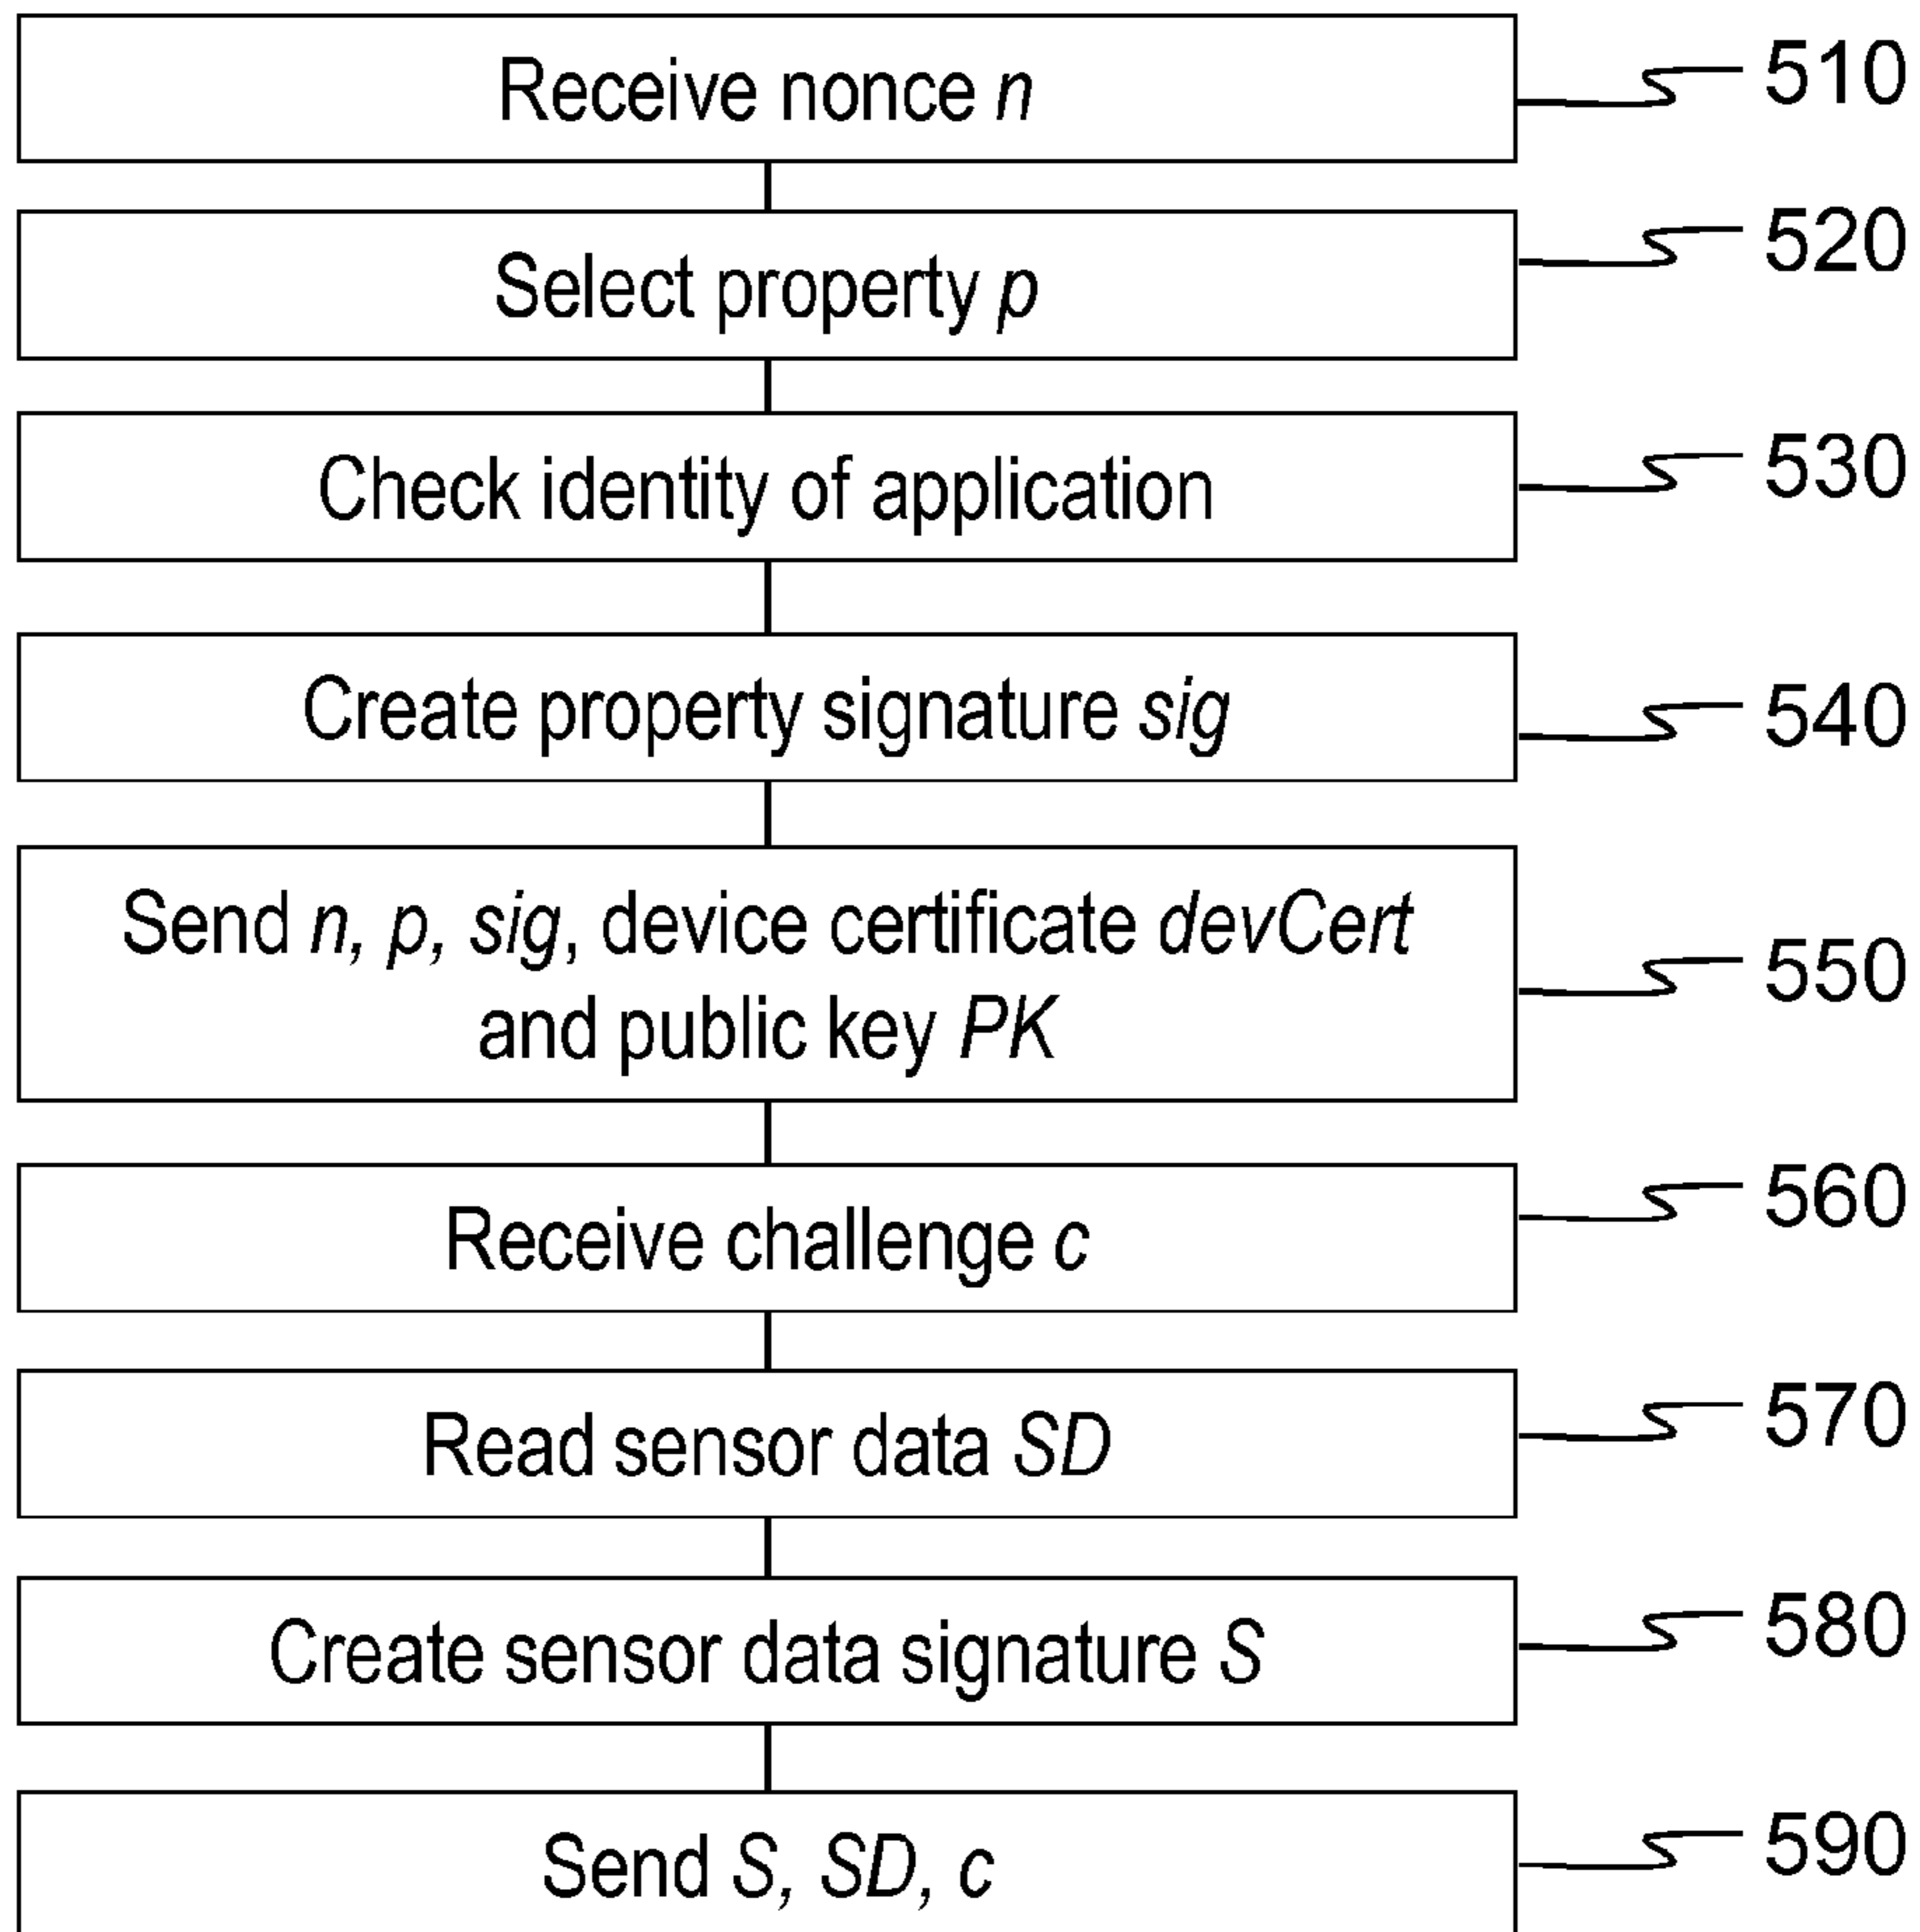 Receive nonce n
510
Select property p
520
Check identity of application
530
Create property signature sig
540
Send n, p, sig, device certificate devCert
and public key PK
550
Receive challenge c
560
Read sensor data SD
570
Create sensor data signature S
580
Send S, SD, c
590